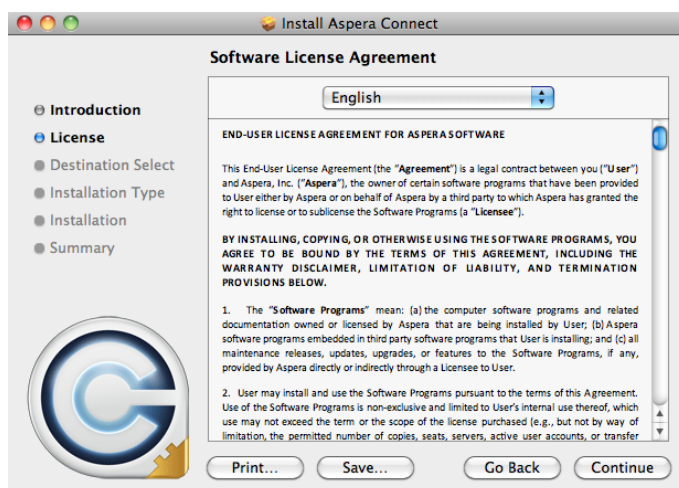 Install Aspera Connect
Software License Agreement
Introduction
License
Destination Select
Installation Type
Installation
Summary
English
END-USER LICENSE AGREEMENT FOR ASPERA SOFTWARE
This End-User License Agreement (the "Agreement") is a legal contract between you ("User")
and Aspera, Inc. ("Aspera"), the owner of certain software programs that have been provided
to User either by Aspera or on behalf of Aspera by a third party to which Aspera has granted the
right to license or to sublicense the Software Programs (a "Licensee").
BY INSTALLING, COPYING, OR OTHERWISE USING THE SOFTWARE PROGRAMS, YOU
AGREE TO BE BOUND BY THE TERMS OF THIS AGREEMENT, INCLUDING THE
WARRANTY DISCLAIMER, LIMITATION OF LIABILITY, AND TERMINATION
PROVISIONS BELOW.
1. The "Software Programs" mean: (a) the computer software programs and related
documentation owned or licensed by Aspera that are being installed by User; (b) Aspera
software programs embedded in third party software programs that User is installing; and (c) all
maintenance releases, updates, upgrades, or features to the Software Programs, if any,
provided by Aspera directly or indirectly through a Licensee to User.
2. User may install and use the Software Programs pursuant to the terms of this Agreement.
Use of the Software Programs is non-exclusive and limited to User's internal use thereof, which
use may not exceed the term or the scope of the license purchased (e.g., but not by way of
limitation, the permitted number of copies, seats, servers, active user accounts, or transfer
Print...
Save...
Go Back
Continue